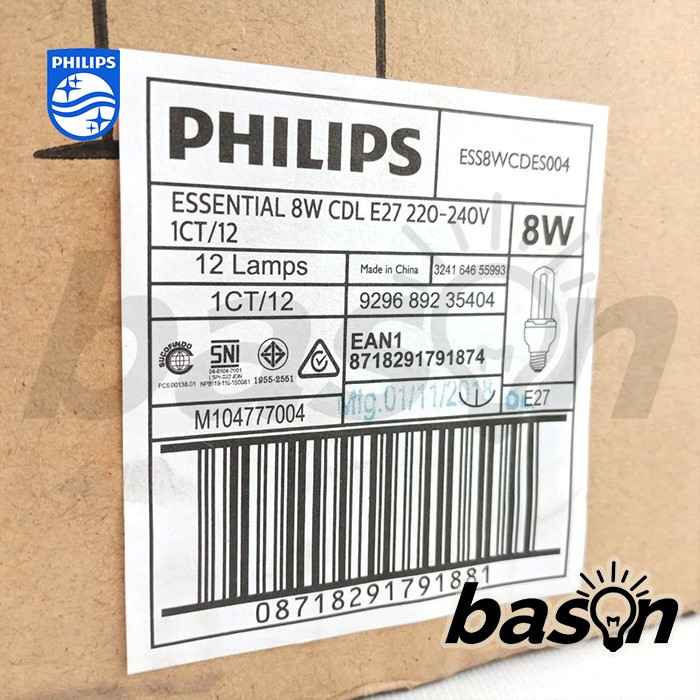 PHILIPS
PHILIPS
ESS8WCDES004
ESSENTIAL 8W CDL E27 220-240V
1CT/12
8W
12 Lamps
Made in China
3241 646 55993
1CT/12
9296 892 35404
SUCOFINDO
SNI
1955-2551
EAN1
8718291791874
M104777004
Mfg.01/11/2018
E27
08718291791881
bason
bason